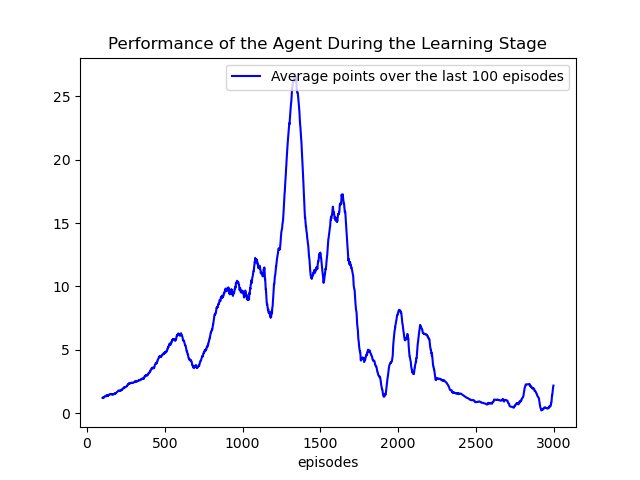 Performance of the Agent During the Learning Stage
Average points over the last 100 episodes
25
20
15
10
5
0
0 500 1000 1500 2000 2500 3000
episodes